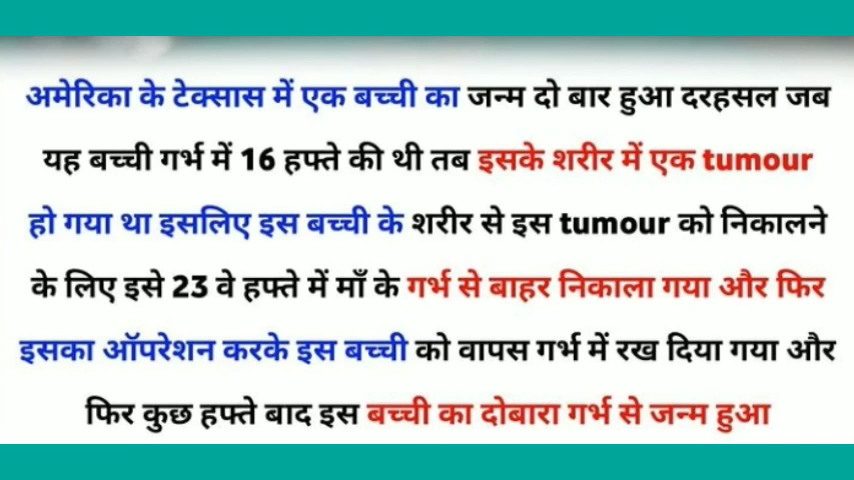 अमेरिका के टेक्सास में एक बच्ची का जन्म दो बार हुआ दरहसल जब
यह बच्ची गर्भ में 16 हफ्ते की थी तब इसके शरीर में एक tumour
हो गया था इसलिए इस बच्ची के शरीर से इस tumour को निकालने
के लिए इसे 23 वे हफ्ते में माँ के गर्भ से बाहर निकाला गया और फिर
इसका ऑपरेशन करके इस बच्ची को वापस गर्भ में रख दिया गया और
फिर कुछ हफ्ते बाद इस बच्ची का दोबारा गर्भ से जन्म हुआ